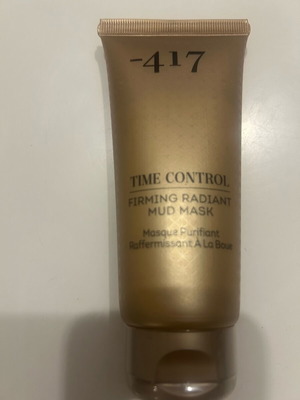 -417
TIME CONTROL
FIRMING RADIANT
MUD MASK
Masque Purifiant
Raffermissant À La Boue